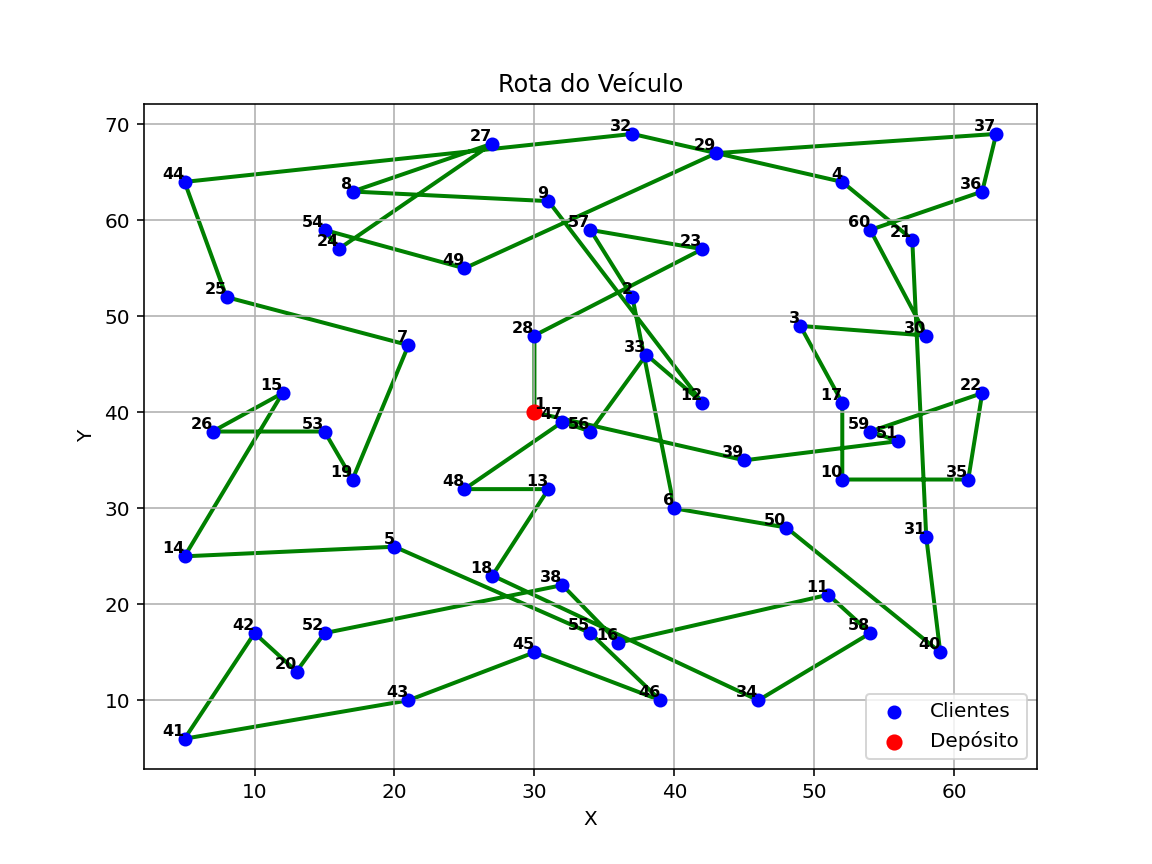 Rota do Veículo
70
60
50
40
30
20
10
Y
10 20 30 40 50 60
X
27 32 29 37
44 8 9 4 36
54 24 57 60 21
49 23
25 2
28 3 30
7 33
15 12 17 22
1
26 53 47 56 59 51
39
19 48 13 10 35
6
14 5 50 31
18 38 11
42 52 55 16 58
20 45 40
43 46 34
41
Clientes
Depósito